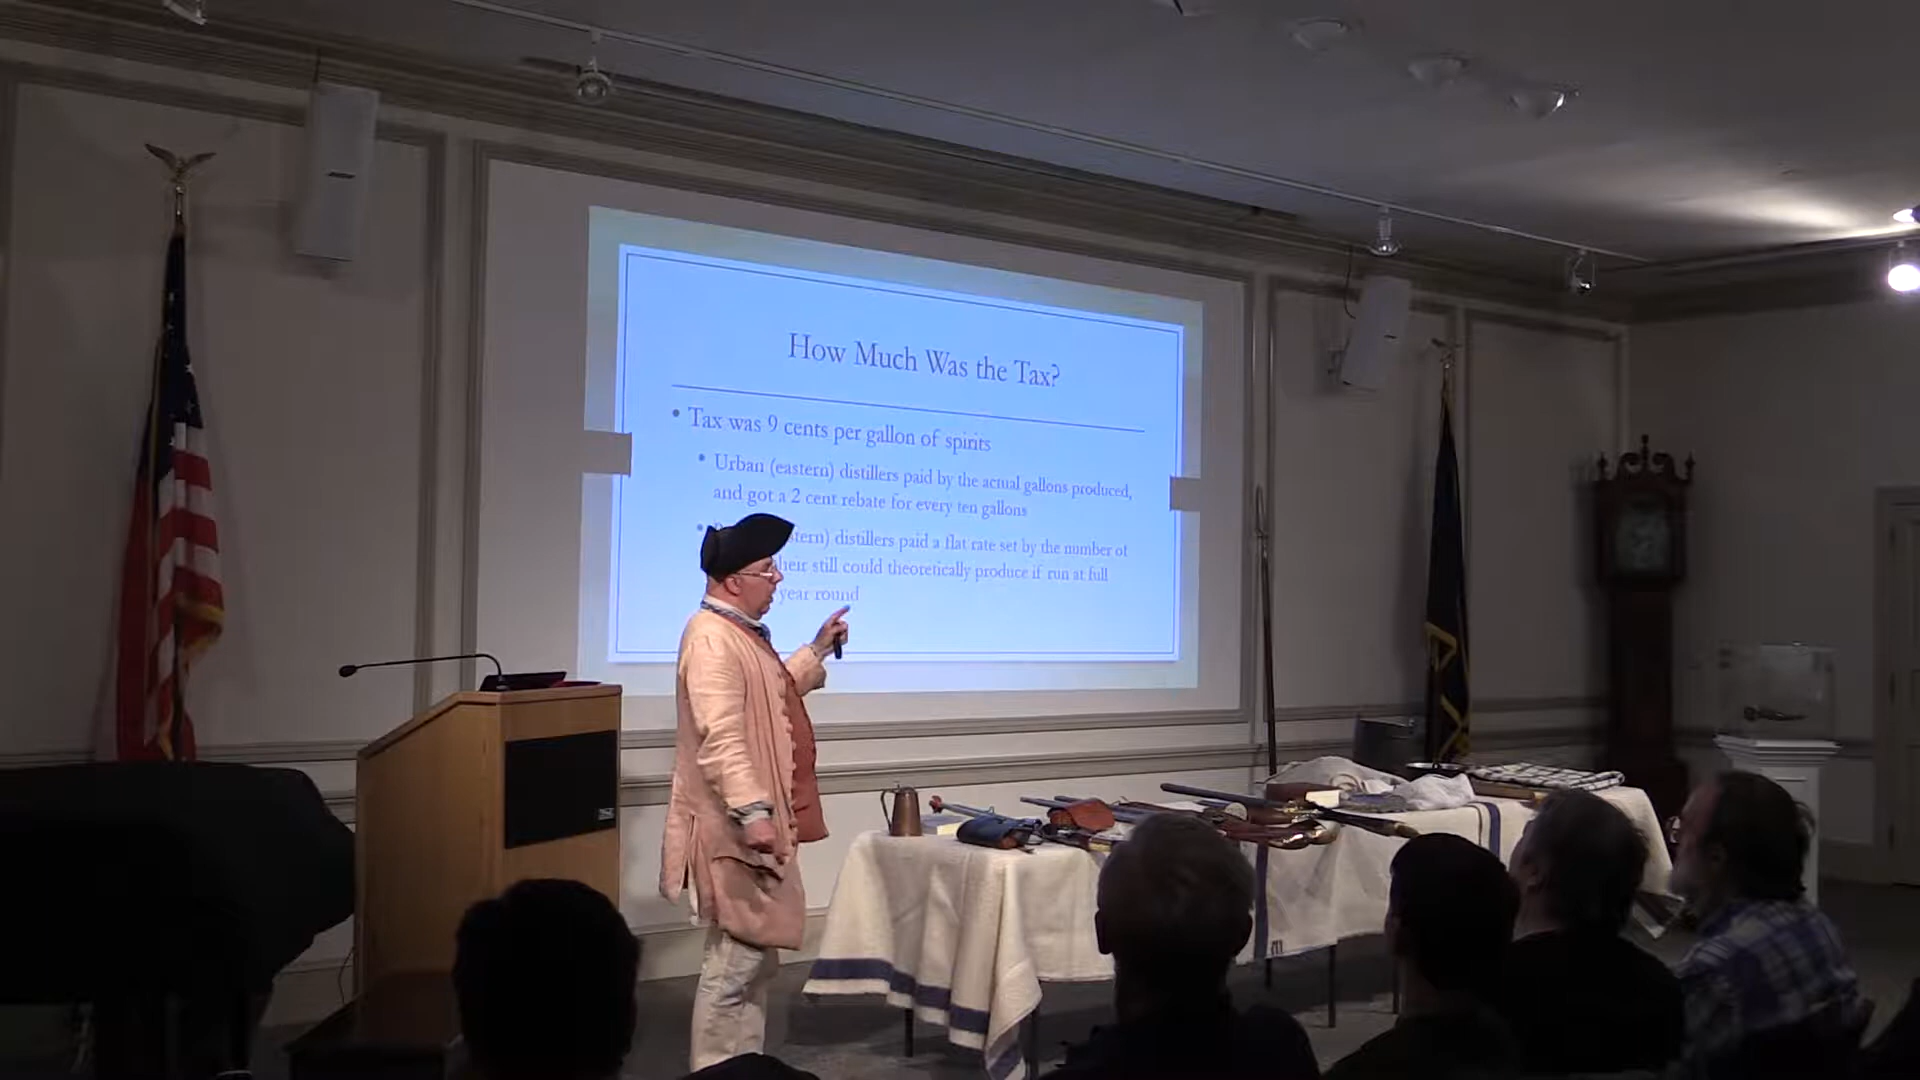 How Much Was the Tax?
• Tax was 9 cents per gallon of spirits
• Urban (eastern) distillers paid by the actual gallons produced,
and got a 2 cent rebate for every ten gallons
• stern) distillers paid a flat rate set by the number of
heir still could theoretically produce if run at full
year round